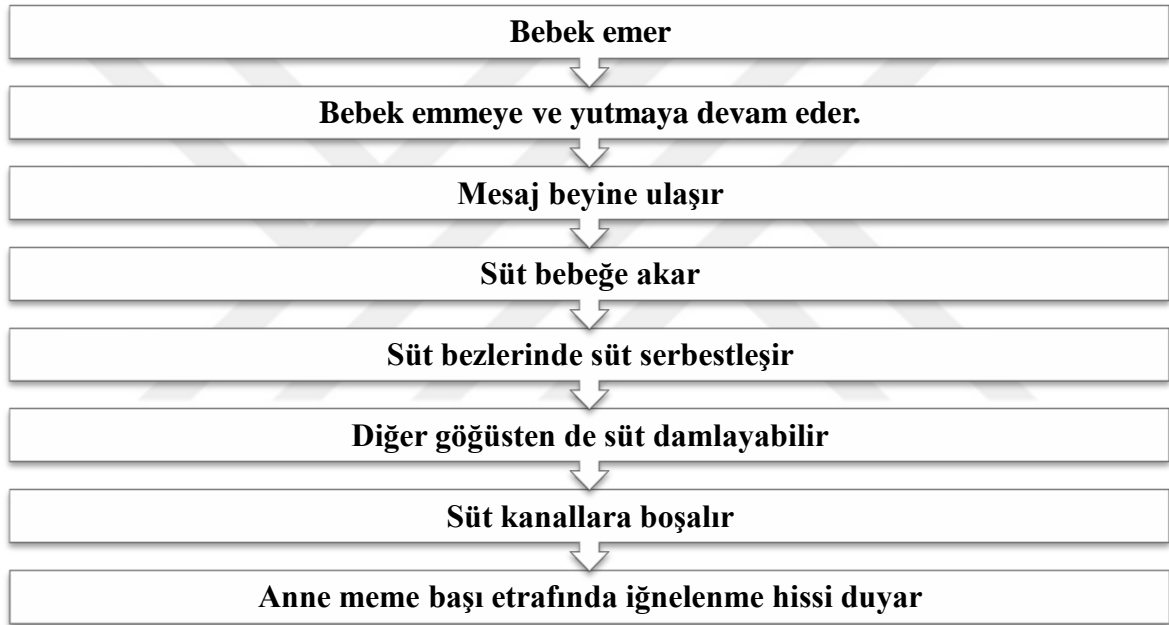 Bebek emer
Bebek emmeye ve yutmaya devam eder.
Mesaj beyine ulaşır
Süt bebeğe akar
Süt bezlerinde süt serbestleşir
Diğer göğüsten de süt damlayabilir
Süt kanallara boşalır
Anne meme başı etrafında iğnelenme hissi duyar